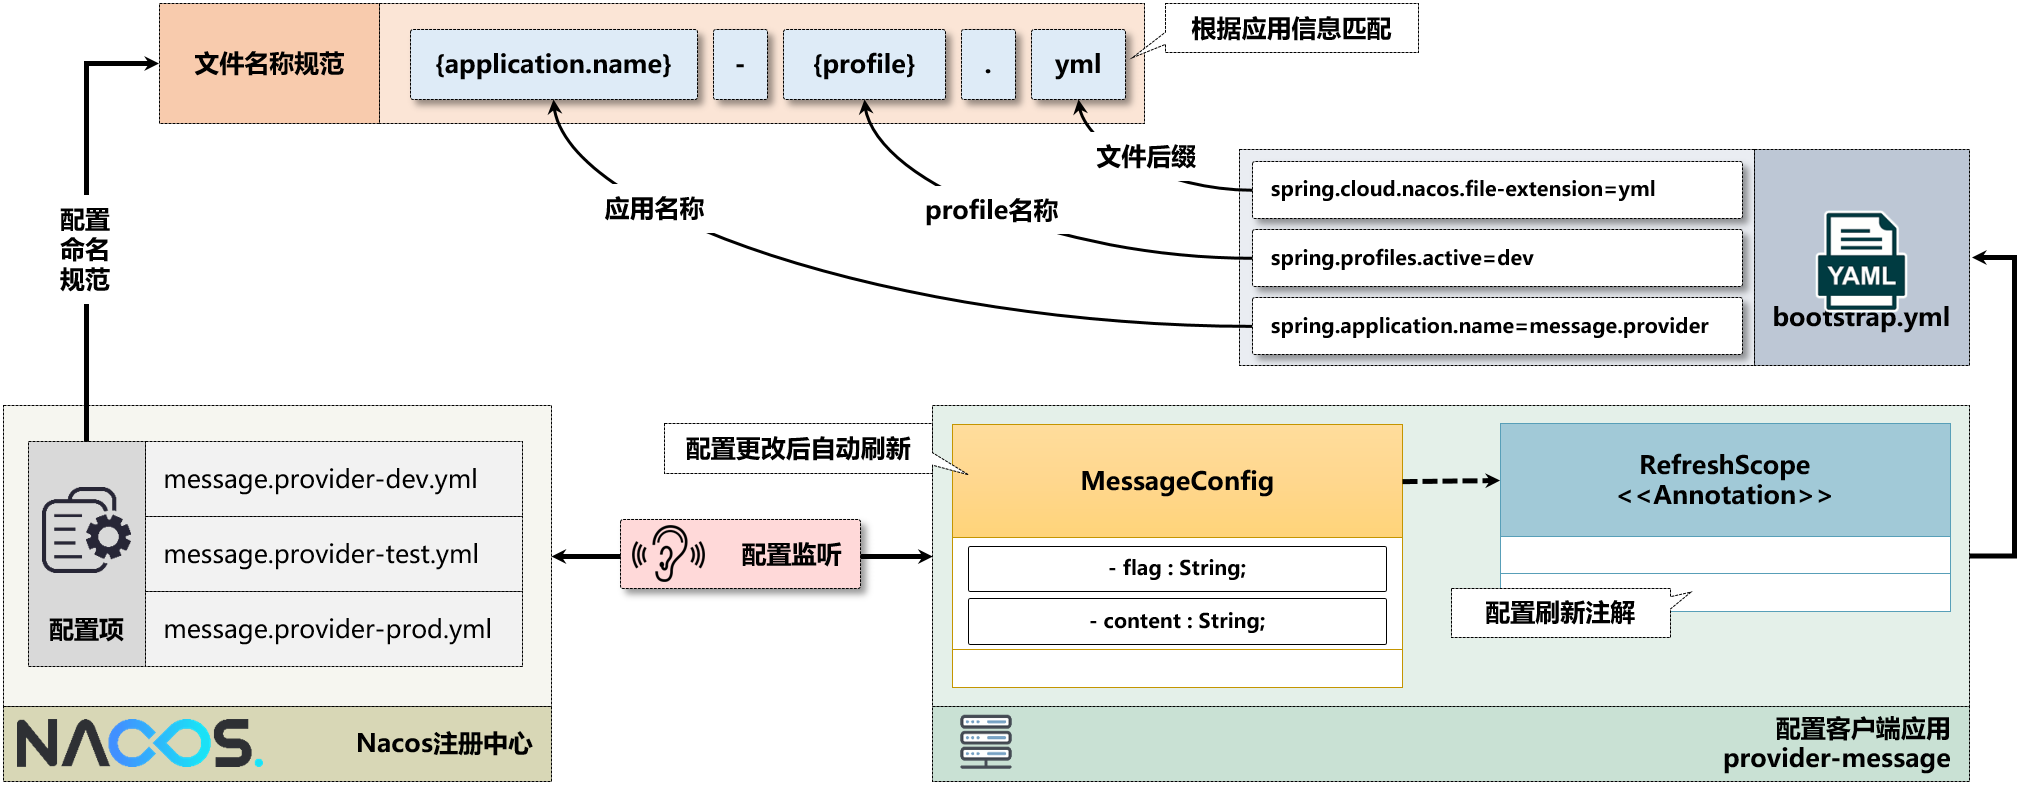 文件名称规范
{application.name}
-
{profile}
.
yml
根据应用信息匹配
文件后缀
应用名称
profile名称
spring.cloud.nacos.file-extension=yml
spring.profiles.active=dev
spring.application.name=message.provider
YAML
bootstrap.yml
配置
命名
规范
配置项
message.provider-dev.yml
message.provider-test.yml
message.provider-prod.yml
NACOS.
Nacos注册中心
配置监听
配置更改后自动刷新
MessageConfig
- flag : String;
- content : String;
RefreshScope
<<Annotation>>
配置刷新注解
配置客户端应用
provider-message